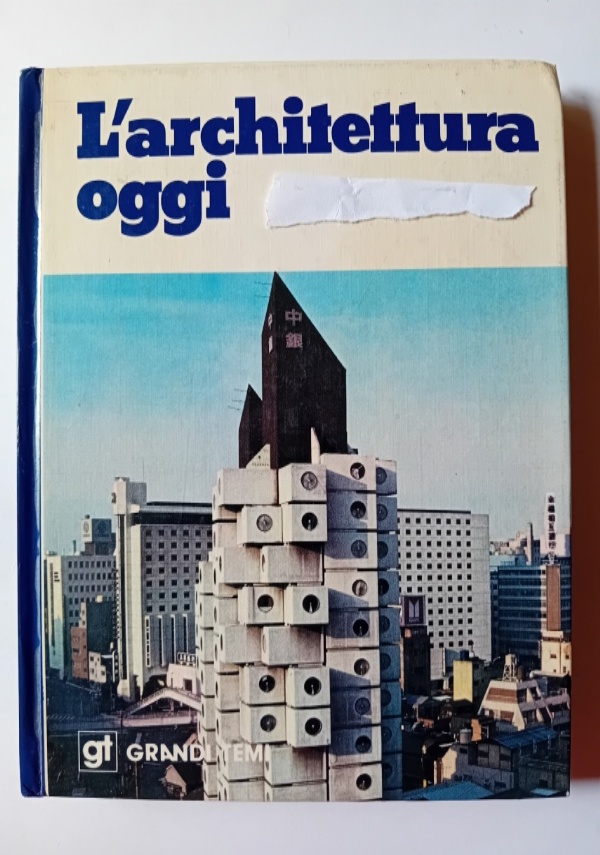 L'architettura
oggi
中
銀
gt GRANDI TEMI